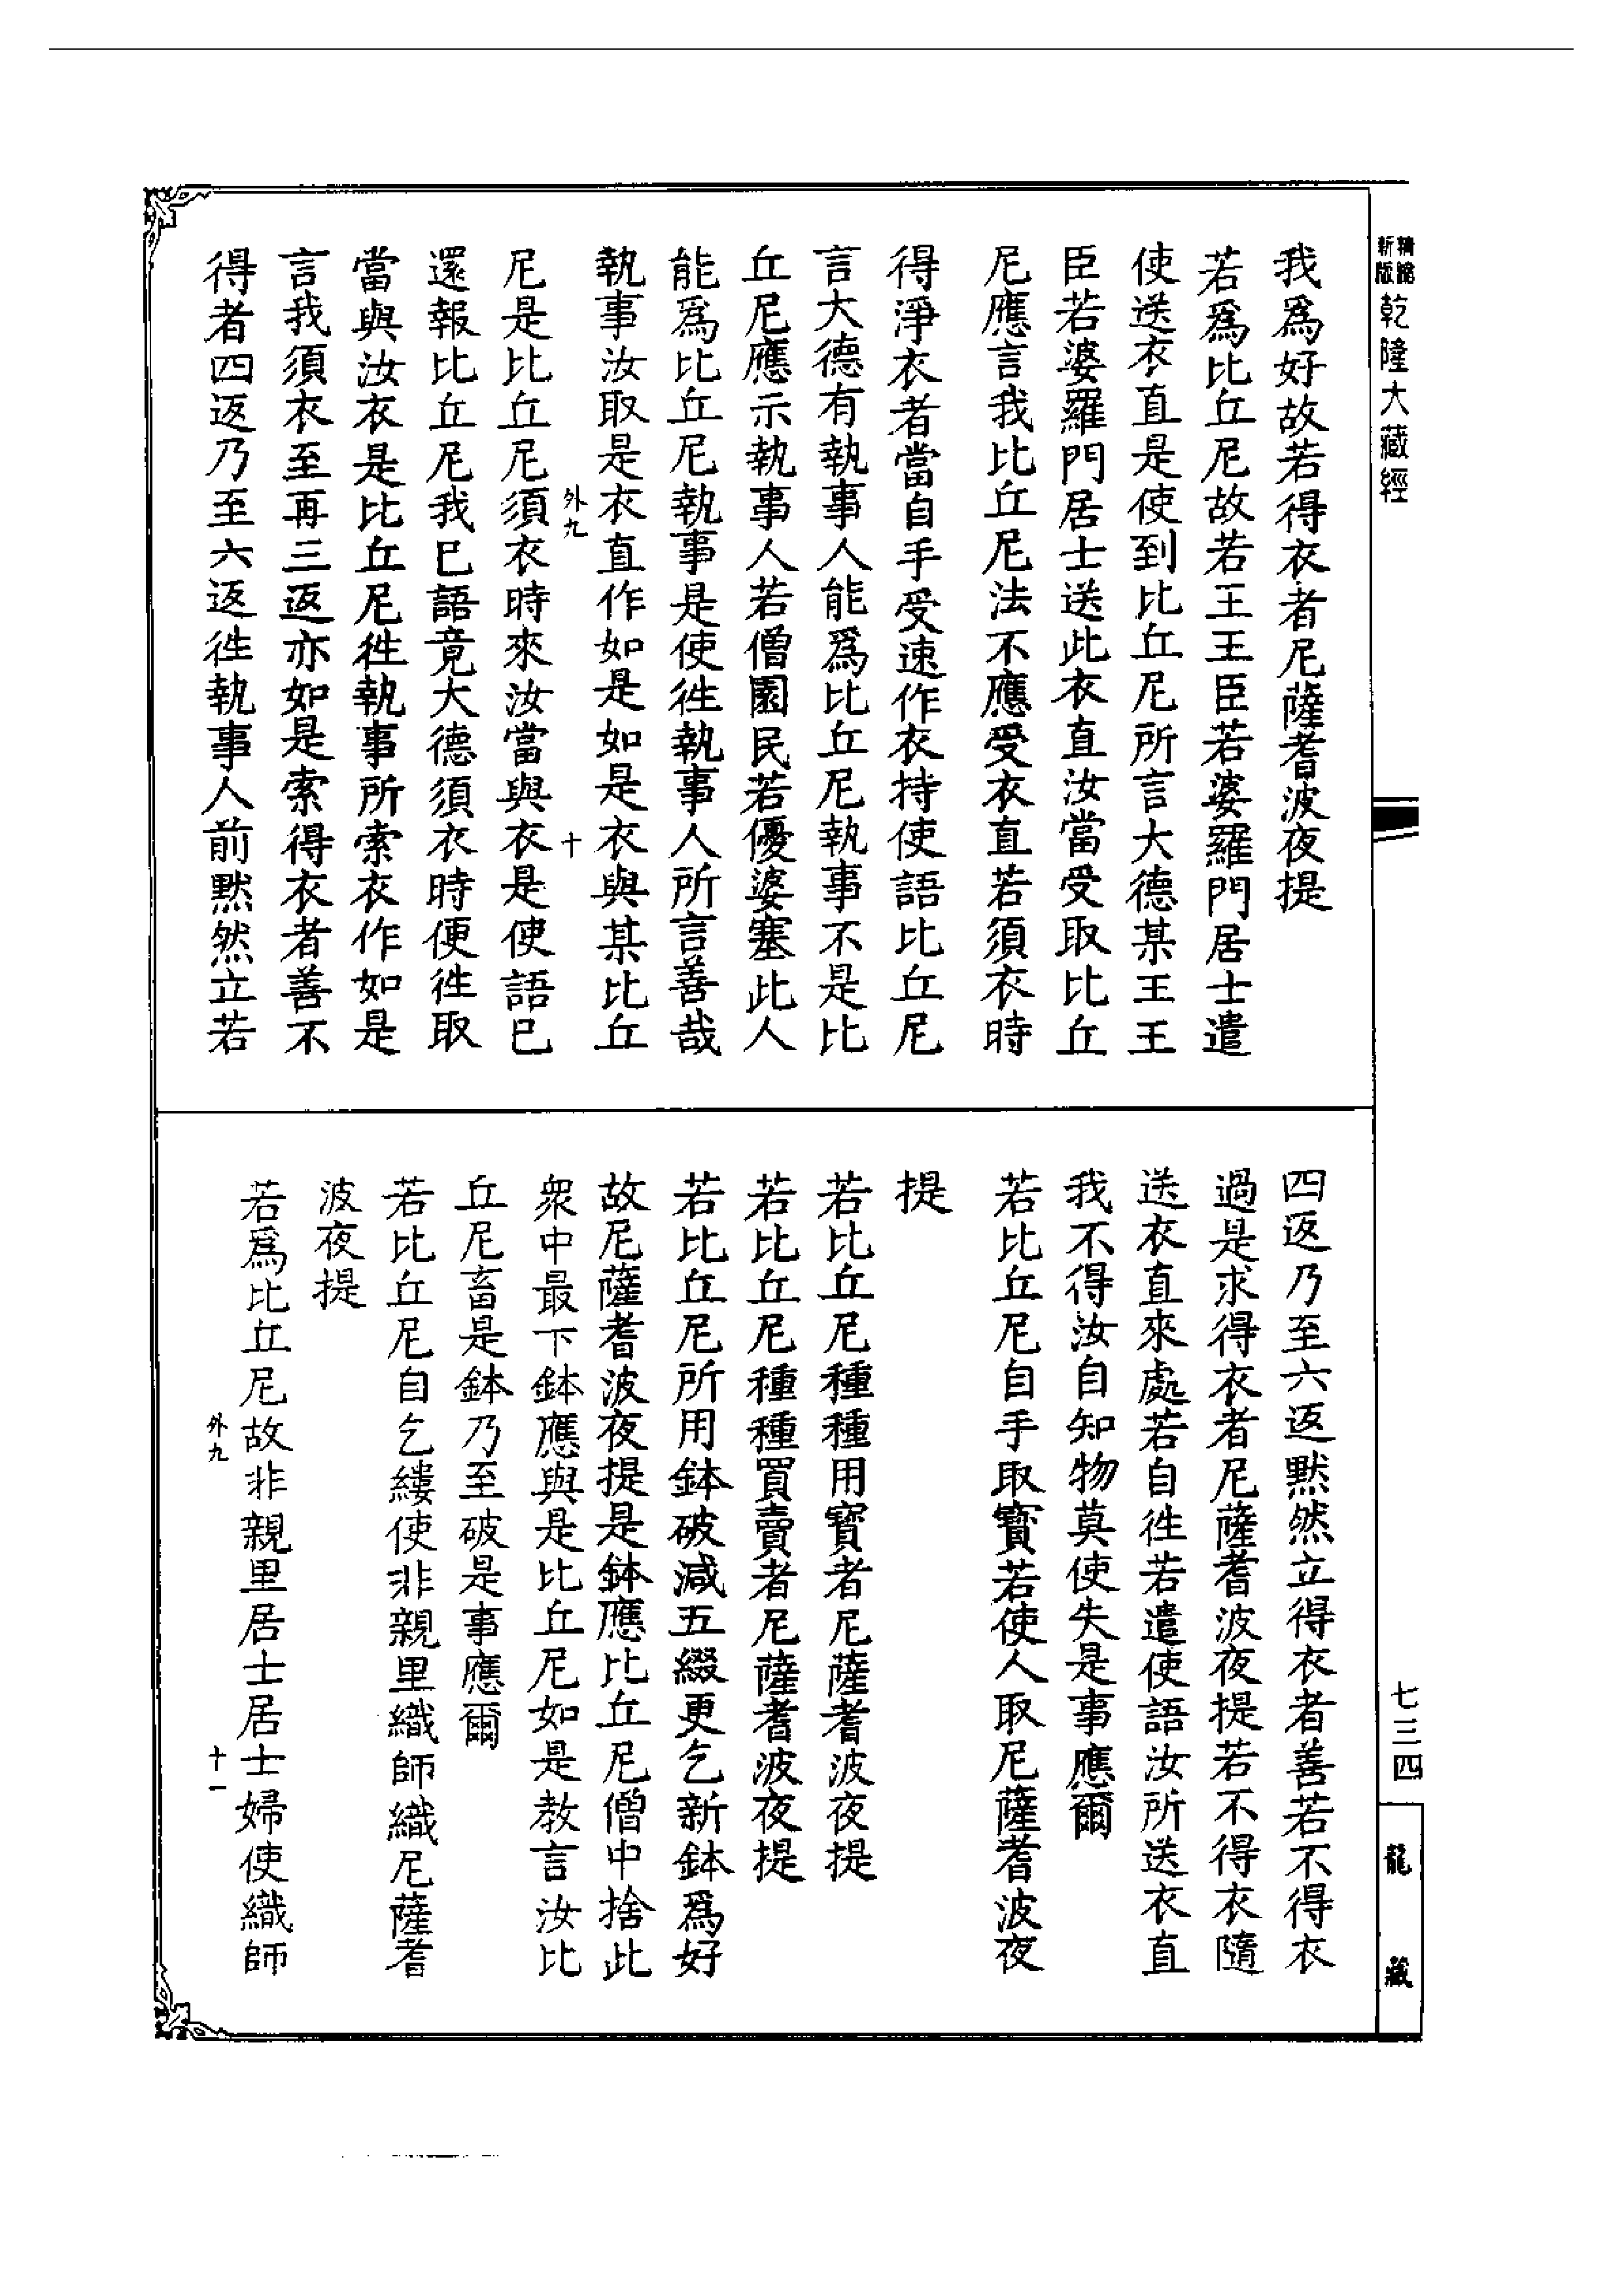 精縮
新版
乾隆大藏經
我爲好故若得衣者尼薩耆波夜提
若爲比丘尼故若王王臣若婆羅門居士遣
使送衣直是使到比丘尼所言大德某王王
臣若婆羅門居士送此衣直汝當受取比丘
尼應言我比丘尼法不應受衣直若須衣時
得淨衣者當自手受速作衣持使語比丘尼
言大德有執事人能爲比丘尼執事不是比
丘尼應示執事人若僧園民若優婆塞此人
能爲比丘尼執事是使徃執事人所言善哉
執事汝取是衣直作如是如是衣與某比丘
外九
十
尼是比丘尼須衣時來汝當與衣是使語已
還報比丘尼我已語竟大德須衣時便徃取
當與汝衣是比丘尼徃執事所索衣作如是
言我須衣至再三返亦如是索得衣者善不
得者四返乃至六返徃執事人前默然立若
四返乃至六返默然立得衣者善若不得衣
過是求得衣者尼薩耆波夜提若不得衣隨
送衣直來處若自徃若遣使語汝所送衣直
我不得汝自知物莫使失是事應爾
若比丘尼自手取寳若使人取尼薩耆波夜
提
若比丘尼種種用寳者尼薩耆波夜提
若比丘尼種種買賣者尼薩耆波夜提
若比丘尼所用鉢破減五綴更乞新鉢爲好
故尼薩耆波夜提是鉢應比丘尼僧中捨此
衆中最下鉢應與是比丘尼如是教言汝比
丘尼畜是鉢乃至破是事應爾
若比丘尼自乞縷使非親里織師織尼薩耆
波夜提
若爲比丘尼故非親里居士居士婦使織師
外九
十一
七三四
龍藏